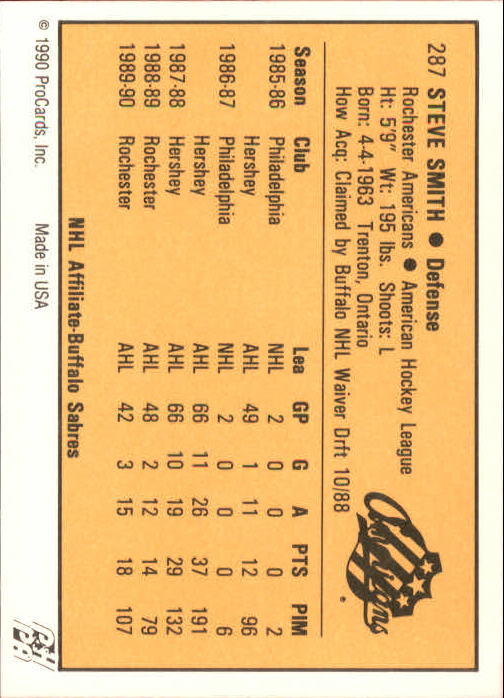 287 STEVE SMITH ● Defense
Rochester Americans ● American Hockey League
Ht: 5'9" Wt: 195 lbs. Shoots: L
Born: 4-4-1963 Trenton, Ontario
How Acq: Claimed by Buffalo NHL Waiver Drft 10/88
Americans
Season Club Lea GP G A PTS PIM
1985-86 Philadelphia NHL 2 0 0 0 2
Hershey AHL 49 1 11 12 96
1986-87 Philadelphia NHL 2 0 0 0 6
Hershey AHL 66 11 26 37 191
1987-88 Hershey AHL 66 10 19 29 132
1988-89 Rochester AHL 48 2 12 14 79
1989-90 Rochester AHL 42 3 15 18 107
NHL Affiliate-Buffalo Sabres
© 1990 ProCards, Inc. Made in USA